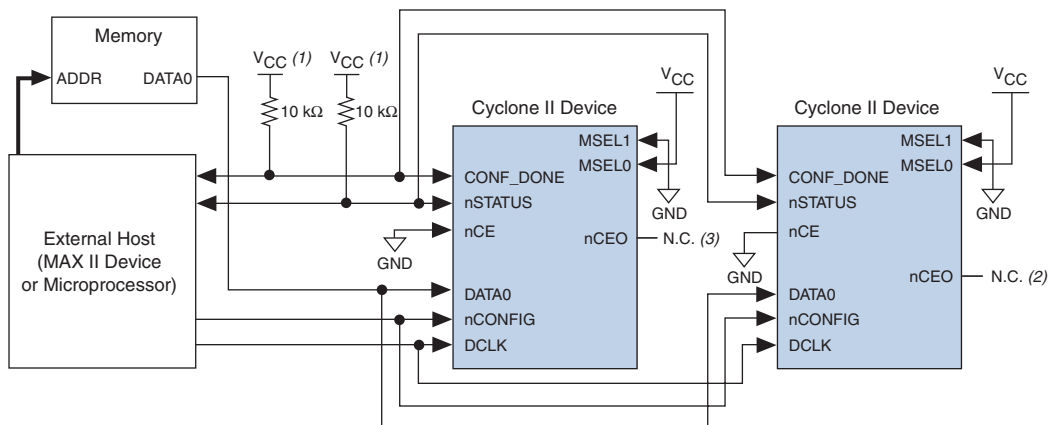 Memory
ADDR DATA0
VCC (1)
10 kΩ
VCC (1)
10 kΩ
External Host
(MAX II Device
or Microprocessor)
GND
Cyclone II Device
VCC
MSEL1
MSEL0
CONF_DONE
nSTATUS
nCE
GND
nCEO N.C. (3)
DATA0
nCONFIG
DCLK
Cyclone II Device
VCC
MSEL1
MSEL0
CONF_DONE
nSTATUS
nCE
GND
GND
nCEO N.C. (2)
DATA0
nCONFIG
DCLK